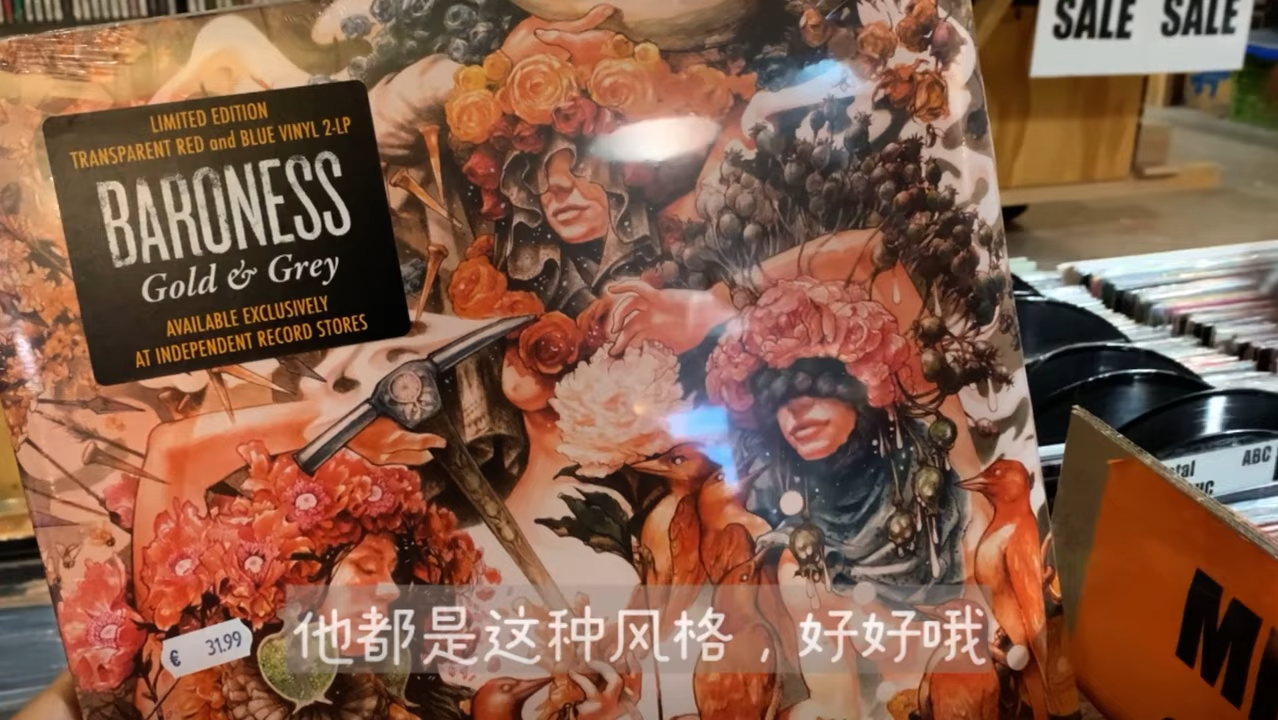 SALE SALE
LIMITED EDITION
TRANSPARENT RED and BLUE VINYL 2-LP
BARONESS
Gold & Grey
AVAILABLE EXCLUSIVELY
AT INDEPENDENT RECORD STORES
ABC
€ 31.99
他都是这种风格，好好哦